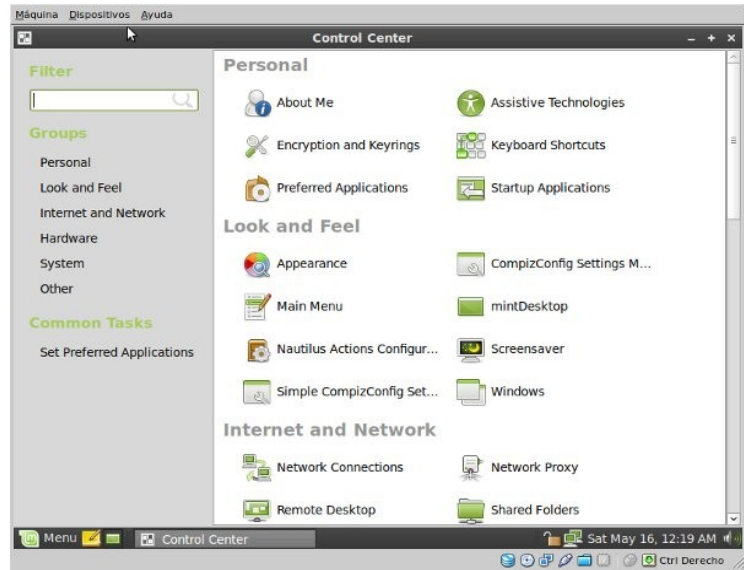 Máquina Dispositivos Ayuda
Control Center
Filter
Groups
Personal
Look and Feel
Internet and Network
Hardware
System
Other
Common Tasks
Set Preferred Applications
Personal
About Me Assistive Technologies
Encryption and Keyrings Keyboard Shortcuts
Preferred Applications Startup Applications
Look and Feel
Appearance CompizConfig Settings M...
Main Menu mintDesktop
Nautilus Actions Configur... Screensaver
Simple CompizConfig Set... Windows
Internet and Network
Network Connections Network Proxy
Remote Desktop Shared Folders
Menu Control Center Sat May 16, 12:19 AM
Ctrl Derecho